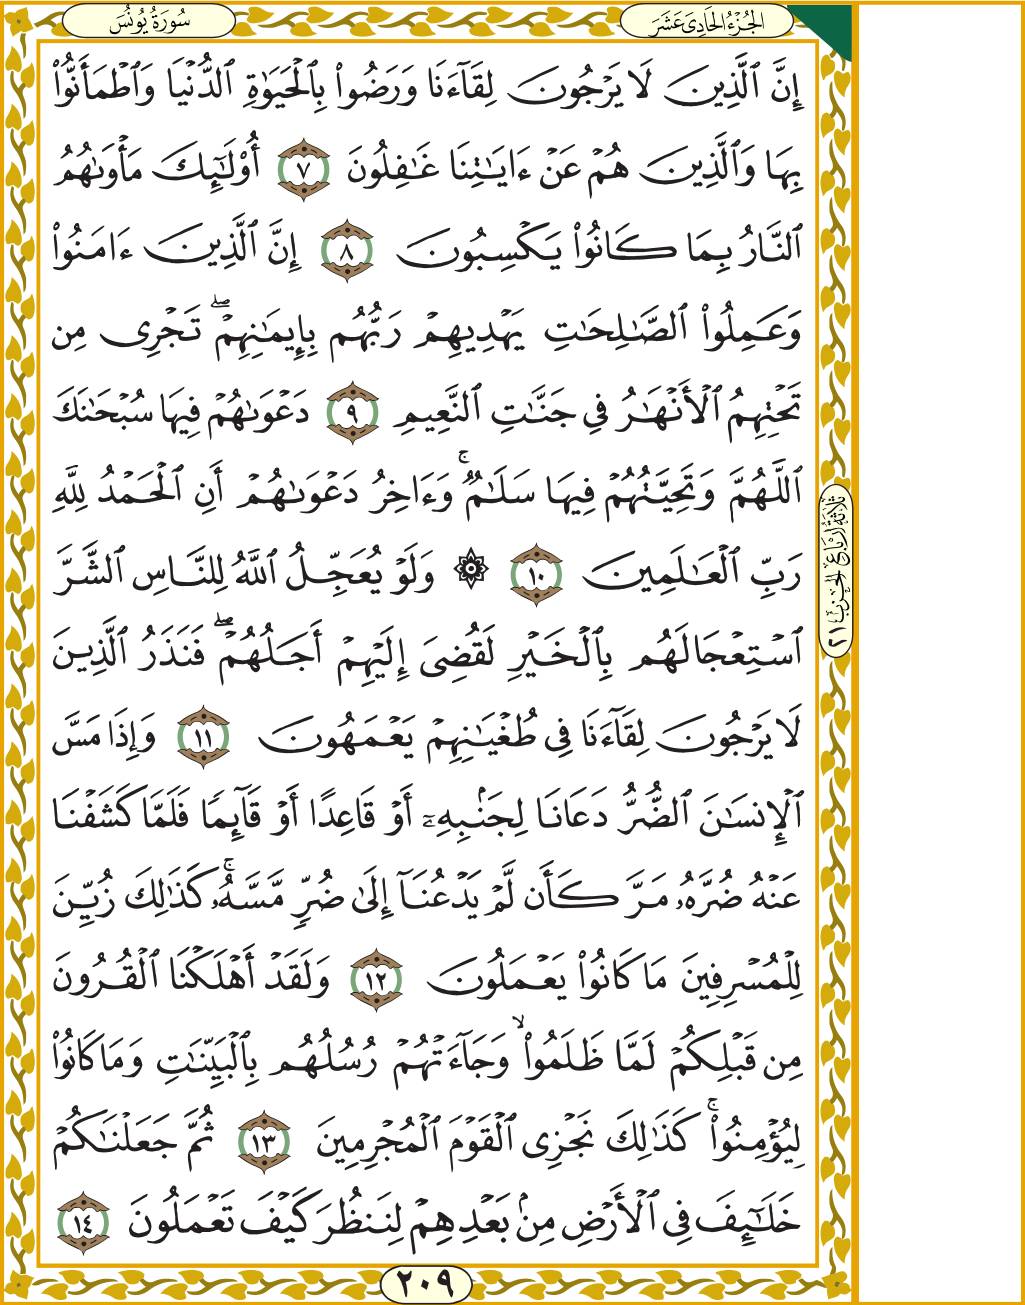 الجُزْءُ الحَادِىَ عَشَرَ
سُورَةُ يُونُسَ
إِنَّ ٱلَّذِينَ لَا يَرْجُونَ لِقَآءَنَا وَرَضُوا۟ بِٱلْحَيَوٰةِ ٱلدُّنْيَا وَٱطْمَأَنُّوا۟
بِهَا وَٱلَّذِينَ هُمْ عَنْ ءَايَٰتِنَا غَٰفِلُونَ ٧ أُو۟لَٰٓئِكَ مَأْوَىٰهُمُ
ٱلنَّارُ بِمَا كَانُوا۟ يَكْسِبُونَ ٨ إِنَّ ٱلَّذِينَ ءَامَنُوا۟
وَعَمِلُوا۟ ٱلصَّٰلِحَٰتِ يَهْدِيهِمْ رَبُّهُم بِإِيمَٰنِهِمْ ۖ تَجْرِى مِن
تَحْتِهِمُ ٱلْأَنْهَٰرُ فِى جَنَّٰتِ ٱلنَّعِيمِ ٩ دَعْوَىٰهُمْ فِيهَا سُبْحَٰنَكَ
ٱللَّهُمَّ وَتَحِيَّتُهُمْ فِيهَا سَلَٰمٌ ۚ وَءَاخِرُ دَعْوَىٰهُمْ أَنِ ٱلْحَمْدُ لِلَّهِ
رَبِّ ٱلْعَٰلَمِينَ ١٠ ۞ وَلَوْ يُعَجِّلُ ٱللَّهُ لِلنَّاسِ ٱلشَّرَّ
ٱسْتِعْجَالَهُم بِٱلْخَيْرِ لَقُضِىَ إِلَيْهِمْ أَجَلُهُمْ ۖ فَنَذَرُ ٱلَّذِينَ
لَا يَرْجُونَ لِقَآءَنَا فِى طُغْيَٰنِهِمْ يَعْمَهُونَ ١١ وَإِذَا مَسَّ
ٱلْإِنسَٰنَ ٱلضُّرُّ دَعَانَا لِجَنۢبِهِۦٓ أَوْ قَاعِدًا أَوْ قَآئِمًا فَلَمَّا كَشَفْنَا
عَنْهُ ضُرَّهُۥ مَرَّ كَأَن لَّمْ يَدْعُنَآ إِلَىٰ ضُرٍّ مَّسَّهُۥ ۚ كَذَٰلِكَ زُيِّنَ
لِلْمُسْرِفِينَ مَا كَانُوا۟ يَعْمَلُونَ ١٢ وَلَقَدْ أَهْلَكْنَا ٱلْقُرُونَ
مِن قَبْلِكُمْ لَمَّا ظَلَمُوا۟ ۙ وَجَآءَتْهُمْ رُسُلُهُم بِٱلْبَيِّنَٰتِ وَمَا كَانُوا۟
لِيُؤْمِنُوا۟ ۚ كَذَٰلِكَ نَجْزِى ٱلْقَوْمَ ٱلْمُجْرِمِينَ ١٣ ثُمَّ جَعَلْنَٰكُمْ
خَلَٰٓئِفَ فِى ٱلْأَرْضِ مِنۢ بَعْدِهِمْ لِنَنظُرَ كَيْفَ تَعْمَلُونَ ١٤
ثَلَاثَةُ أَرْبَاعِ الحِزْبِ ٢١
٢٠٩